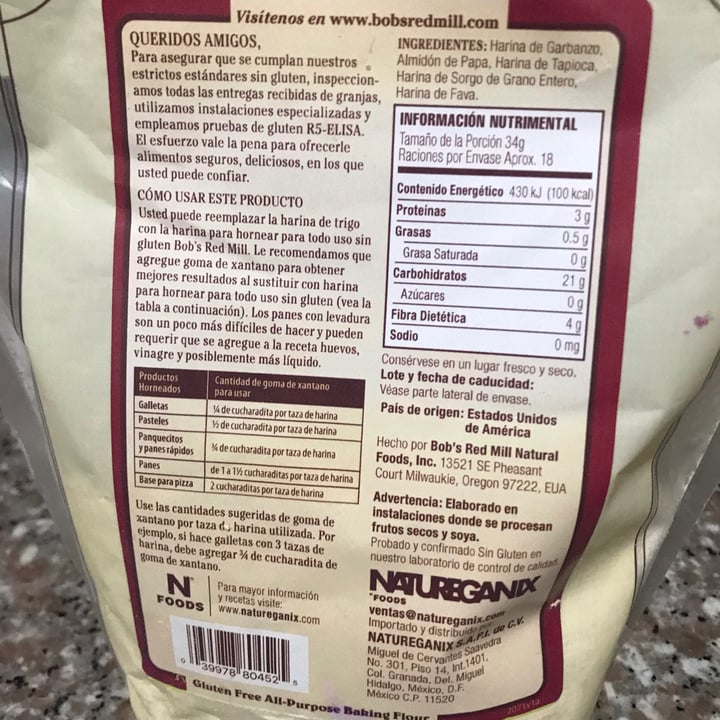 Visítenos en www.bobsredmill.com
QUERIDOS AMIGOS,
Para asegurar que se cumplan nuestros
estrictos estándares sin gluten, inspeccion-
amos todas las entregas recibidas de granjas,
utilizamos instalaciones especializadas y
empleamos pruebas de gluten R5-ELISA.
El esfuerzo vale la pena para ofrecerle
alimentos seguros, deliciosos, en los que
usted puede confiar.
CÓMO USAR ESTE PRODUCTO
Usted puede reemplazar la harina de trigo
con la harina para hornear para todo uso sin
gluten Bob's Red Mill. Le recomendamos que
agregue goma de xantano para obtener
mejores resultados al sustituir con harina
para hornear para todo uso sin gluten (vea la
tabla a continuación). Los panes con levadura
son un poco más difíciles de hacer y pueden
requerir que se agregue a la receta huevos,
vinagre y posiblemente más líquido.
Productos Horneados Cantidad de goma de xantano para usar
Galletas ¼ de cucharadita por taza de harina
Pasteles ½ de cucharadita por taza de harina
Panquecitos y panes rápidos ¾ de cucharadita por taza de harina
Panes de 1 a 1½ cucharaditas por taza de harina
Base para pizza 2 cucharaditas por taza de harina
Use las cantidades sugeridas de goma de
xantano por taza de harina utilizada. Por
ejemplo, si hace galletas con 3 tazas de
harina, debe agregar ¾ de cucharadita de
goma de xantano.
N
FOODS
Para mayor información
y recetas visite:
www.natureganix.com
0 39978 80452 5
Gluten Free All-Purpose Baking Flour
INGREDIENTES: Harina de Garbanzo,
Almidón de Papa, Harina de Tapioca,
Harina de Sorgo de Grano Entero,
Harina de Fava.
INFORMACIÓN NUTRIMENTAL
Tamaño de la Porción 34g
Raciones por Envase Aprox. 18
Contenido Energético 430 kJ (100 kcal)
Proteínas 3 g
Grasas 0.5 g
Grasa Saturada 0 g
Carbohidratos 21 g
Azúcares 0 g
Fibra Dietética 4 g
Sodio 0 mg
Consérvese en un lugar fresco y seco.
Lote y fecha de caducidad:
Véase parte lateral de envase.
País de origen: Estados Unidos
de América
Hecho por Bob's Red Mill Natural
Foods, Inc. 13521 SE Pheasant
Court Milwaukie, Oregon 97222, EUA
Advertencia: Elaborado en
instalaciones donde se procesan
frutos secos y soya.
Probado y confirmado Sin Gluten en
nuestro laboratorio de control de calidad.
NATUREGANIX
FOODS
ventas@natureganix.com
Importado y distribuido por
NATUREGANIX S.A.P.I. de C.V.
Miguel de Cervantes Saavedra
No. 301, Piso 14, Int.1401,
Col. Granada, Del. Miguel
Hidalgo, México, D.F.
México C.P. 11520
2071v1a